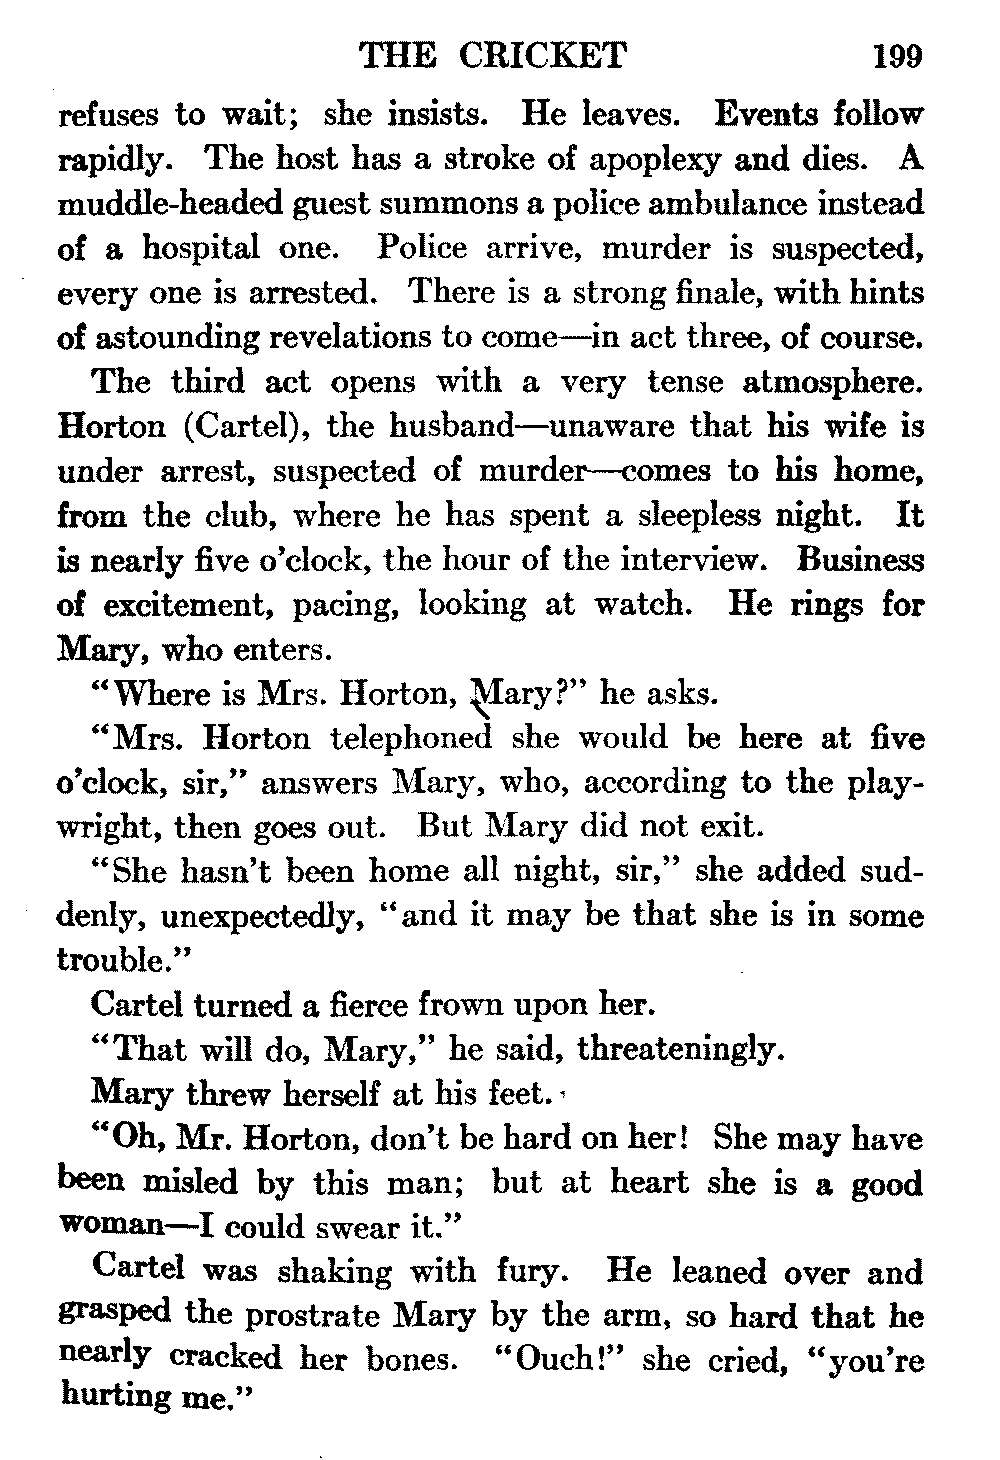 THE CRICKET 199
refuses to wait; she insists. He leaves. Events follow
rapidly. The host has a stroke of apoplexy and dies. A
muddle-headed guest summons a police ambulance instead
of a hospital one. Police arrive, murder is suspected,
every one is arrested. There is a strong finale, with hints
of astounding revelations to come—in act three, of course.
The third act opens with a very tense atmosphere.
Horton (Cartel), the husband—unaware that his wife is
under arrest, suspected of murder—comes to his home,
from the club, where he has spent a sleepless night. It
is nearly five o'clock, the hour of the interview. Business
of excitement, pacing, looking at watch. He rings for
Mary, who enters.
"Where is Mrs. Horton, Mary?" he asks.
"Mrs. Horton telephoned she would be here at five
o'clock, sir," answers Mary, who, according to the play-
wright, then goes out. But Mary did not exit.
"She hasn't been home all night, sir," she added sud-
denly, unexpectedly, "and it may be that she is in some
trouble."
Cartel turned a fierce frown upon her.
"That will do, Mary," he said, threateningly.
Mary threw herself at his feet.
"Oh, Mr. Horton, don't be hard on her! She may have
been misled by this man; but at heart she is a good
woman—I could swear it."
Cartel was shaking with fury. He leaned over and
grasped the prostrate Mary by the arm, so hard that he
nearly cracked her bones. "Ouch!" she cried, "you're
hurting me."